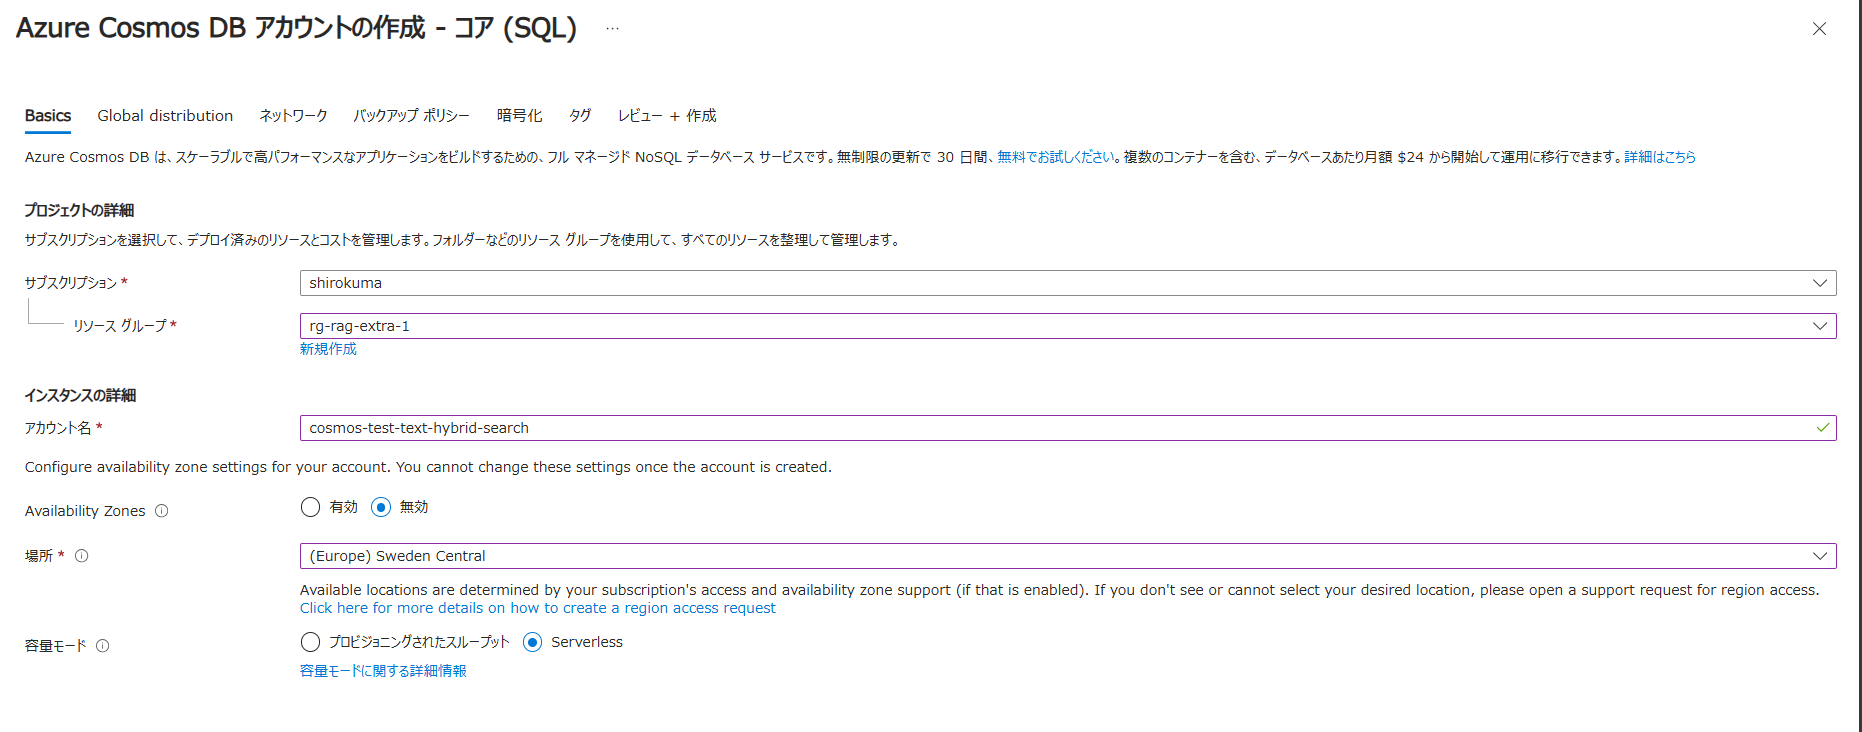 Azure Cosmos DB アカウントの作成 - コア (SQL) ...
Basics Global distribution ネットワーク バックアップ ポリシー 暗号化 タグ レビュー + 作成
Azure Cosmos DB は、スケーラブルで高パフォーマンスなアプリケーションをビルドするための、フル マネージド NoSQL データベース サービスです。無制限の更新で 30 日間、無料でお試しください。複数のコンテナーを含む、データベースあたり月額 $24 から開始して運用に移行できます。詳細はこちら
プロジェクトの詳細
サブスクリプションを選択して、デプロイ済みのリソースとコストを管理します。フォルダーなどのリソース グループを使用して、すべてのリソースを整理して管理します。
サブスクリプション * shirokuma
リソース グループ * rg-rag-extra-1
新規作成
インスタンスの詳細
アカウント名 * cosmos-test-text-hybrid-search
Configure availability zone settings for your account. You cannot change these settings once the account is created.
Availability Zones 有効 無効
場所 * (Europe) Sweden Central
Available locations are determined by your subscription's access and availability zone support (if that is enabled). If you don't see or cannot select your desired location, please open a support request for region access.
Click here for more details on how to create a region access request
容量モード プロビジョニングされたスループット Serverless
容量モードに関する詳細情報